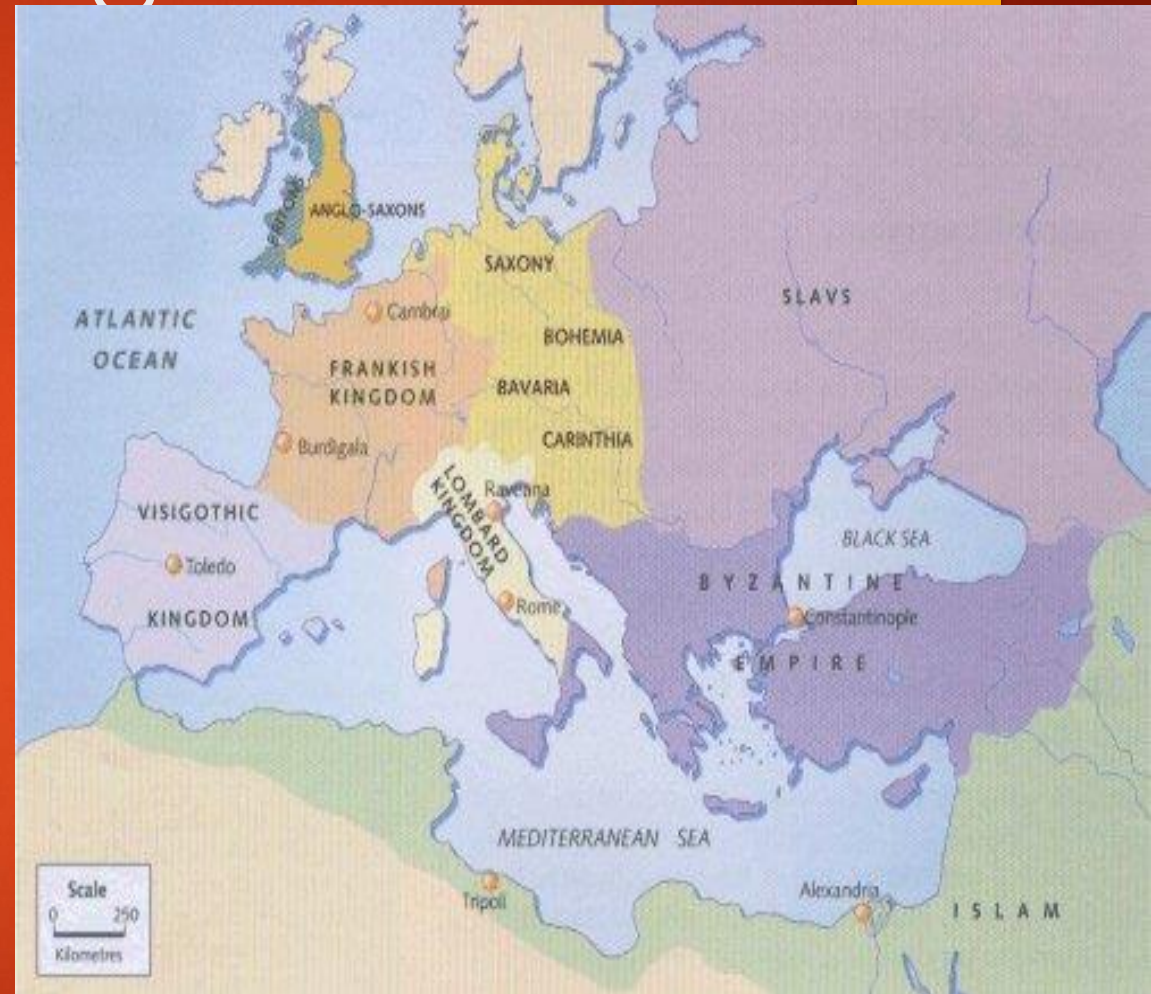 BRITONS
ANGLO-SAXONS
SAXONY
SLAVS
ATLANTIC
OCEAN
Cambrai
BOHEMIA
FRANKISH
KINGDOM
BAVARIA
Burdigala
CARINTHIA
LOMBARD
KINGDOM
Ravenna
VISIGOTHIC
KINGDOM
Toledo
BLACK SEA
BYZANTINE
EMPIRE
Rome
Constantinople
MEDITERRANEAN SEA
Tripoli
Alexandria
ISLAM
Scale
0 250
Kilometres